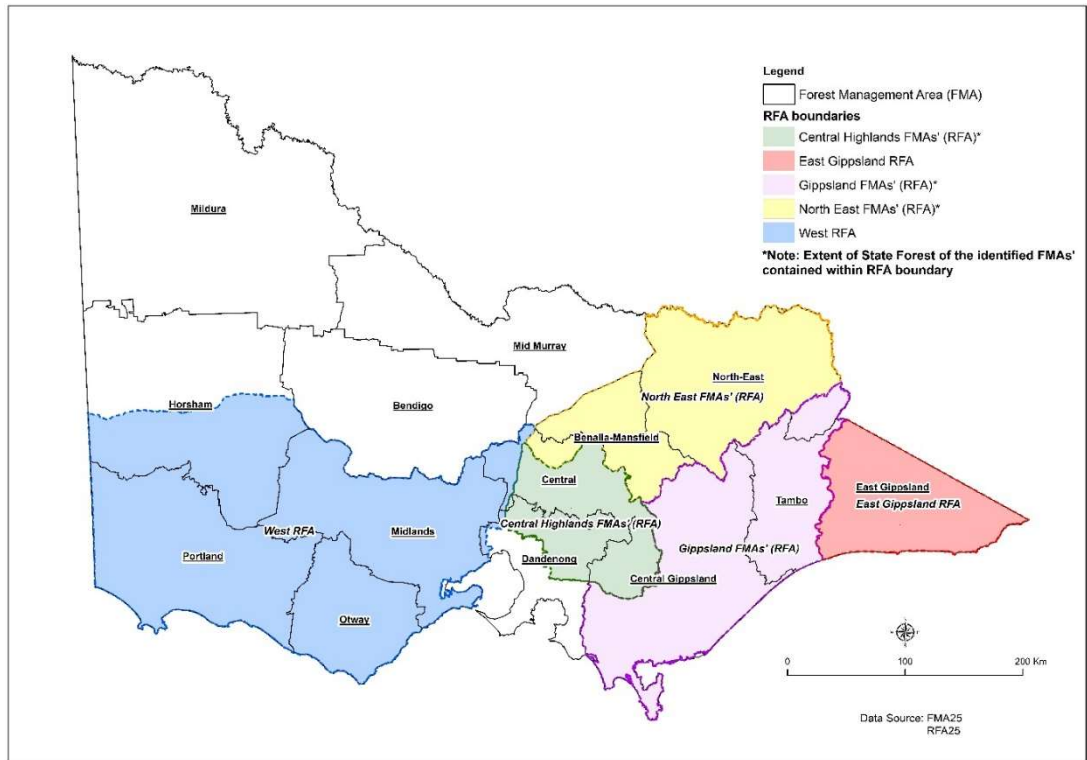 Legend
Forest Management Area (FMA)
RFA boundaries
Central Highlands FMAs' (RFA)*
East Gippsland RFA
Gippsland FMAs' (RFA)*
North East FMAs' (RFA)*
West RFA
*Note: Extent of State Forest of the identified FMAs'
contained within RFA boundary
Mildura
Mid Murray
North-East
North East FMAs' (RFA)
Horsham
Bendigo
Benalla-Mansfield
Central
East Gippsland
East Gippsland RFA
Tambo
West RFA
Midlands
Central Highlands FMAs' (RFA)
Gippsland FMAs' (RFA)
Portland
Dandenong
Central Gippsland
Otway
0
100
200 Km
Data Source: FMA25
RFA25